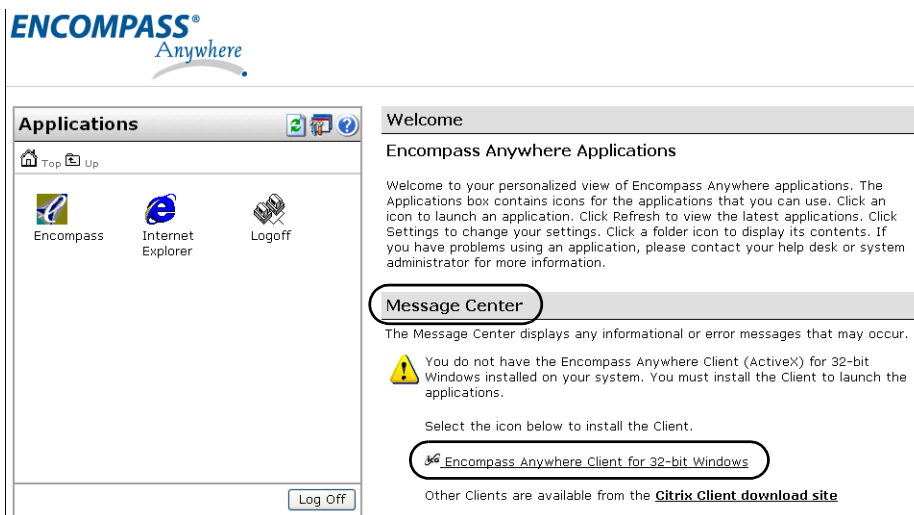 ENCOMPASS®
Anywhere
Applications
Top Up
Encompass
Internet
Explorer
Logoff
Log Off
Welcome
Encompass Anywhere Applications
Welcome to your personalized view of Encompass Anywhere applications. The
Applications box contains icons for the applications that you can use. Click an
icon to launch an application. Click Refresh to view the latest applications. Click
Settings to change your settings. Click a folder icon to display its contents. If
you have problems using an application, please contact your help desk or system
administrator for more information.
Message Center
The Message Center displays any informational or error messages that may occur.
You do not have the Encompass Anywhere Client (ActiveX) for 32-bit
Windows installed on your system. You must install the Client to launch the
applications.
Select the icon below to install the Client.
Encompass Anywhere Client for 32-bit Windows
Other Clients are available from the Citrix Client download site